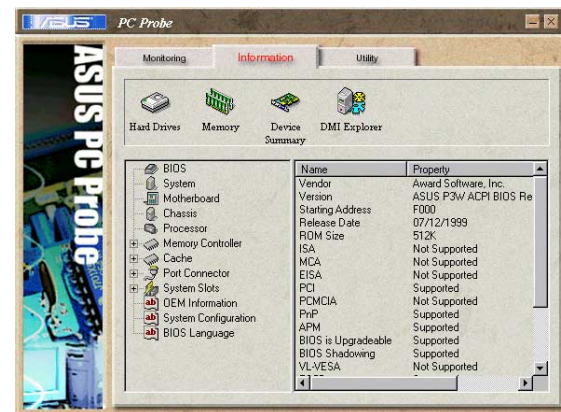 ASUS PC Probe
ASUS PC Probe
Monitoring Information Utility
Hard Drives Memory Device Summary DMI Explorer
BIOS
System
Motherboard
Chassis
Processor
Memory Controller
Cache
Port Connector
System Slots
OEM Information
System Configuration
BIOS Language
Name Property
Vendor Award Software, Inc.
Version ASUS P3W ACPI BIOS Re
Starting Address F000
Release Date 07/12/1999
ROM Size 512K
ISA Not Supported
MCA Not Supported
EISA Not Supported
PCI Supported
PCMCIA Not Supported
PnP Supported
APM Supported
BIOS is Upgradeable Supported
BIOS Shadowing Supported
VL-VESA Not Supported